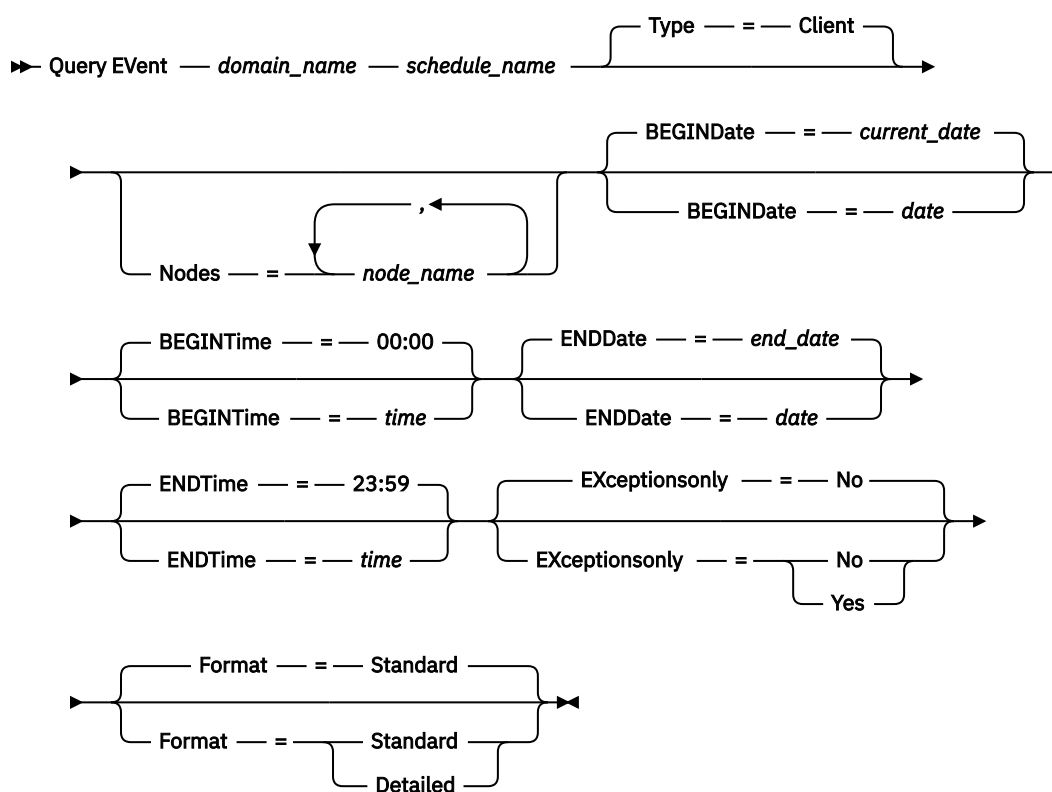 Type = Client
Query EVent domain_name schedule_name
BEGINDate = current_date
BEGINDate = date
,
Nodes = node_name
BEGINTime = 00:00
ENDDate = end_date
BEGINTime = time
ENDDate = date
ENDTime = 23:59
EXceptionsonly = No
ENDTime = time
EXceptionsonly = No
Yes
Format = Standard
Format = Standard
Detailed